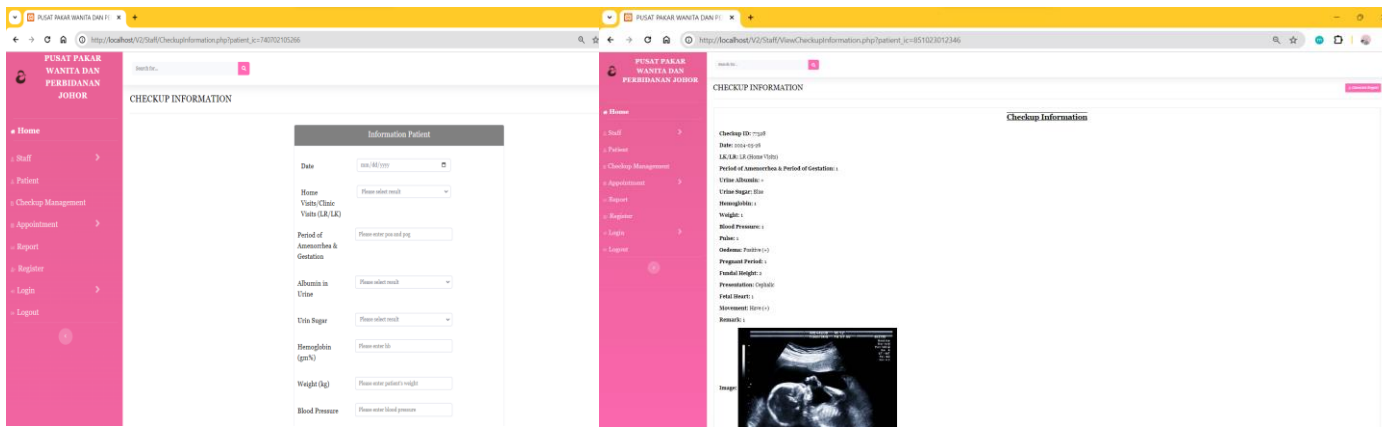 PUSAT PAKAR WANITA DAN PE
http://localhost/V2/Staff/CheckupInformation.php?patient_ic=740702105266
PUSAT PAKAR
WANITA DAN
PERBIDANAN
JOHOR
Search for...
CHECKUP INFORMATION
Home
Staff
Patient
Checkup Management
Appointment
Report
Register
Login
Logout
Information Patient
Date
mm/dd/yyyy
Home
Visits/Clinic
Visits (LR/LK)
Please select result
Period of
Amenorrhea &
Gestation
Please enter poa and pog
Albumin in
Urine
Please select result
Urin Sugar
Please select result
Hemoglobin
(gm%)
Please enter hb
Weight (kg)
Please enter patient's weight
Blood Pressure
Please enter blood pressure
PUSAT PAKAR WANITA DAN PE
http://localhost/V2/Staff/ViewCheckupInformation.php?patient_ic=851023012346
PUSAT PAKAR
WANITA DAN
PERBIDANAN JOHOR
Search for...
CHECKUP INFORMATION
Home
Staff
Patient
Checkup Management
Appointment
Report
Register
Login
Logout
Checkup Information
Checkup ID: 77328
Date: 2024-05-28
LK/LR: LR (Home Visits)
Period of Amenorrhea & Period of Gestation: 1
Urine Albumin: +
Urine Sugar: Blue
Hemoglobin: 1
Weight: 1
Blood Pressure: 1
Pulse: 1
Oedema: Positive (+)
Pregnant Period: 1
Fundal Height: 2
Presentation: Cephalic
Fetal Heart: 1
Movement: Have (+)
Remark: 1
Image: